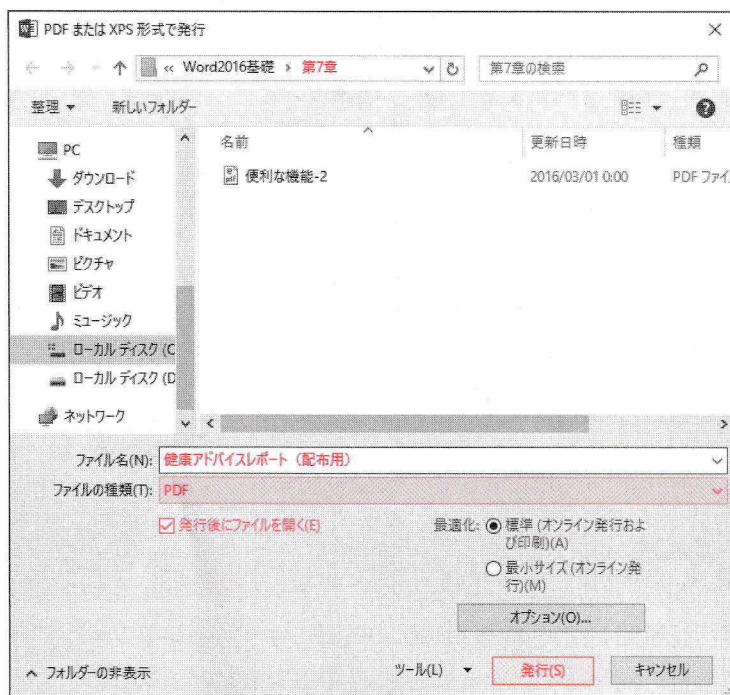 PDF または XPS 形式で発行
« Word2016基礎 › 第7章
第7章の検索
整理
新しいフォルダー
名前
更新日時
種類
PC
ダウンロード
デスクトップ
ドキュメント
ピクチャ
ビデオ
ミュージック
ローカル ディスク (C
ローカル ディスク (D
ネットワーク
便利な機能-2
2016/03/01 0:00
PDF ファイ
ファイル名(N):
健康アドバイスレポート（配布用）
ファイルの種類(T):
PDF
発行後にファイルを開く(E)
最適化:
標準 (オンライン発行およ
び印刷)(A)
最小サイズ (オンライン発
行)(M)
オプション(O)...
フォルダーの非表示
ツール(L)
発行(S)
キャンセル